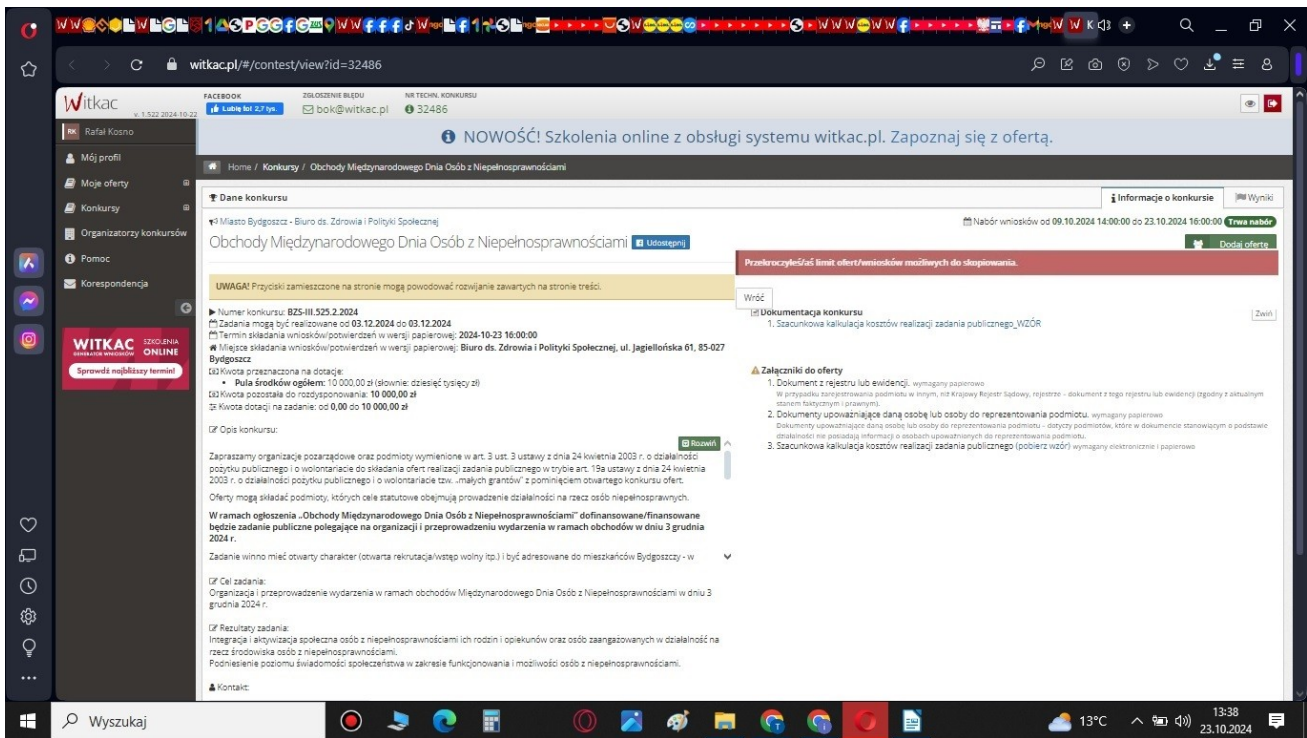 witkac.pl/#/contest/view?id=32486
Witkac
v. 1.522 2024-10-22
FACEBOOK
Lubię to! 2,7 tys.
ZGŁOSZENIE BŁĘDU
bok@witkac.pl
NR TECHN. KONKURSU
32486
RK Rafał Kosno
NOWOŚĆ! Szkolenia online z obsługi systemu witkac.pl. Zapoznaj się z ofertą.
Mój profil
Moje oferty
Konkursy
Organizatorzy konkursów
Pomoc
Korespondencja
WITKAC SZKOLENIA
GENERATOR WNIOSKÓW ONLINE
Sprawdź najbliższy termin!
Home / Konkursy / Obchody Międzynarodowego Dnia Osób z Niepełnosprawnościami
Dane konkursu
Informacje o konkursie
Wyniki
Miasto Bydgoszcz - Biuro ds. Zdrowia i Polityki Społecznej
Nabór wniosków od 09.10.2024 14:00:00 do 23.10.2024 16:00:00 Trwa nabór
Obchody Międzynarodowego Dnia Osób z Niepełnosprawnościami Udostępnij
Dodaj ofertę
Przekroczyłeś/aś limit ofert/wniosków możliwych do skopiowania.
Wróć
UWAGA! Przyciski zamieszczone na stronie mogą powodować rozwijanie zawartych na stronie treści.
Numer konkursu: BZS-III.525.2.2024
Zadania mogą być realizowane od 03.12.2024 do 03.12.2024
Termin składania wniosków/potwierdzeń w wersji papierowej: 2024-10-23 16:00:00
Miejsce składania wniosków/potwierdzeń w wersji papierowej: Biuro ds. Zdrowia i Polityki Społecznej, ul. Jagiellońska 61, 85-027
Bydgoszcz
Kwota przeznaczona na dotacje:
• Pula środków ogółem: 10 000,00 zł (słownie: dziesięć tysięcy zł)
Kwota pozostała do rozdysponowania: 10 000,00 zł
Kwota dotacji na zadanie: od 0,00 do 10 000,00 zł
Opis konkursu:
Rozwiń
Zapraszamy organizacje pozarządowe oraz podmioty wymienione w art. 3 ust. 3 ustawy z dnia 24 kwietnia 2003 r. o działalności
pożytku publicznego i o wolontariacie do składania ofert realizacji zadania publicznego w trybie art. 19a ustawy z dnia 24 kwietnia
2003 r. o działalności pożytku publicznego i o wolontariacie tzw. „małych grantów" z pominięciem otwartego konkursu ofert.
Oferty mogą składać podmioty, których cele statutowe obejmują prowadzenie działalności na rzecz osób niepełnosprawnych.
W ramach ogłoszenia „Obchody Międzynarodowego Dnia Osób z Niepełnosprawnościami" dofinansowane/finansowane
będzie zadanie publiczne polegające na organizacji i przeprowadzeniu wydarzenia w ramach obchodów w dniu 3 grudnia
2024 r.
Zadanie winno mieć otwarty charakter (otwarta rekrutacja/wstęp wolny itp.) i być adresowane do mieszkańców Bydgoszczy - w
Cel zadania:
Organizacja i przeprowadzenie wydarzenia w ramach obchodów Międzynarodowego Dnia Osób z Niepełnosprawnościami w dniu 3
grudnia 2024 r.
Rezultaty zadania:
Integracja i aktywizacja społeczna osób z niepełnosprawnościami ich rodzin i opiekunów oraz osób zaangażowanych w działalność na
rzecz środowiska osób z niepełnosprawnościami.
Podniesienie poziomu świadomości społeczeństwa w zakresie funkcjonowania i możliwości osób z niepełnosprawnościami.
Kontakt:
Dokumentacja konkursu
Zwiń
1. Szacunkowa kalkulacja kosztów realizacji zadania publicznego_WZÓR
Załączniki do oferty
1. Dokument z rejestru lub ewidencji. wymagany papierowo
W przypadku zarejestrowania podmiotu w innym, niż Krajowy Rejestr Sądowy, rejestrze – dokument z tego rejestru lub ewidencji (zgodny z aktualnym
stanem faktycznym i prawnym).
2. Dokumenty upoważniające daną osobę lub osoby do reprezentowania podmiotu. wymagany papierowo
Dokumenty upoważniające daną osobę lub osoby do reprezentowania podmiotu – dotyczy podmiotów, które w dokumencie stanowiącym o podstawie
działalności nie posiadają informacji o osobach upoważnionych do reprezentowania podmiotu.
3. Szacunkowa kalkulacja kosztów realizacji zadania publicznego (pobierz wzór) wymagany elektronicznie i papierowo
Wyszukaj
13°C
13:38
23.10.2024